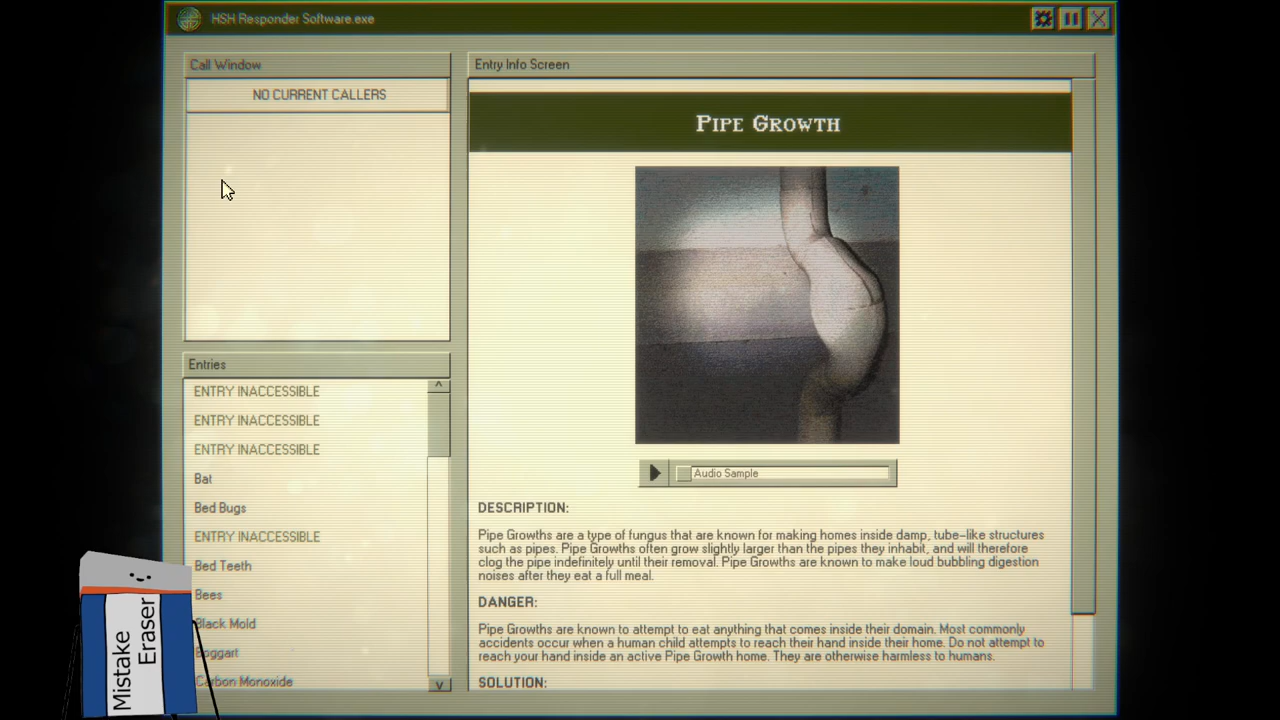 HSH Responder Software.exe
Call Window
NO CURRENT CALLERS
Entries
ENTRY INACCESSIBLE
ENTRY INACCESSIBLE
ENTRY INACCESSIBLE
Bat
Bed Bugs
ENTRY INACCESSIBLE
Bed Teeth
Bees
Black Mold
Boggart
Carbon Monoxide
Mistake
Eraser
Entry Info Screen
Pipe Growth
Audio Sample
DESCRIPTION:
Pipe Growths are a type of fungus that are known for making homes inside damp, tube-like structures
such as pipes. Pipe Growths often grow slightly larger than the pipes they inhabit, and will therefore
clog the pipe indefinitely until their removal. Pipe Growths are known to make loud bubbling digestion
noises after they eat a full meal.
DANGER:
Pipe Growths are known to attempt to eat anything that comes inside their domain. Most commonly
accidents occur when a human child attempts to reach their hand inside their home. Do not attempt to
reach your hand inside an active Pipe Growth home. They are otherwise harmless to humans.
SOLUTION: